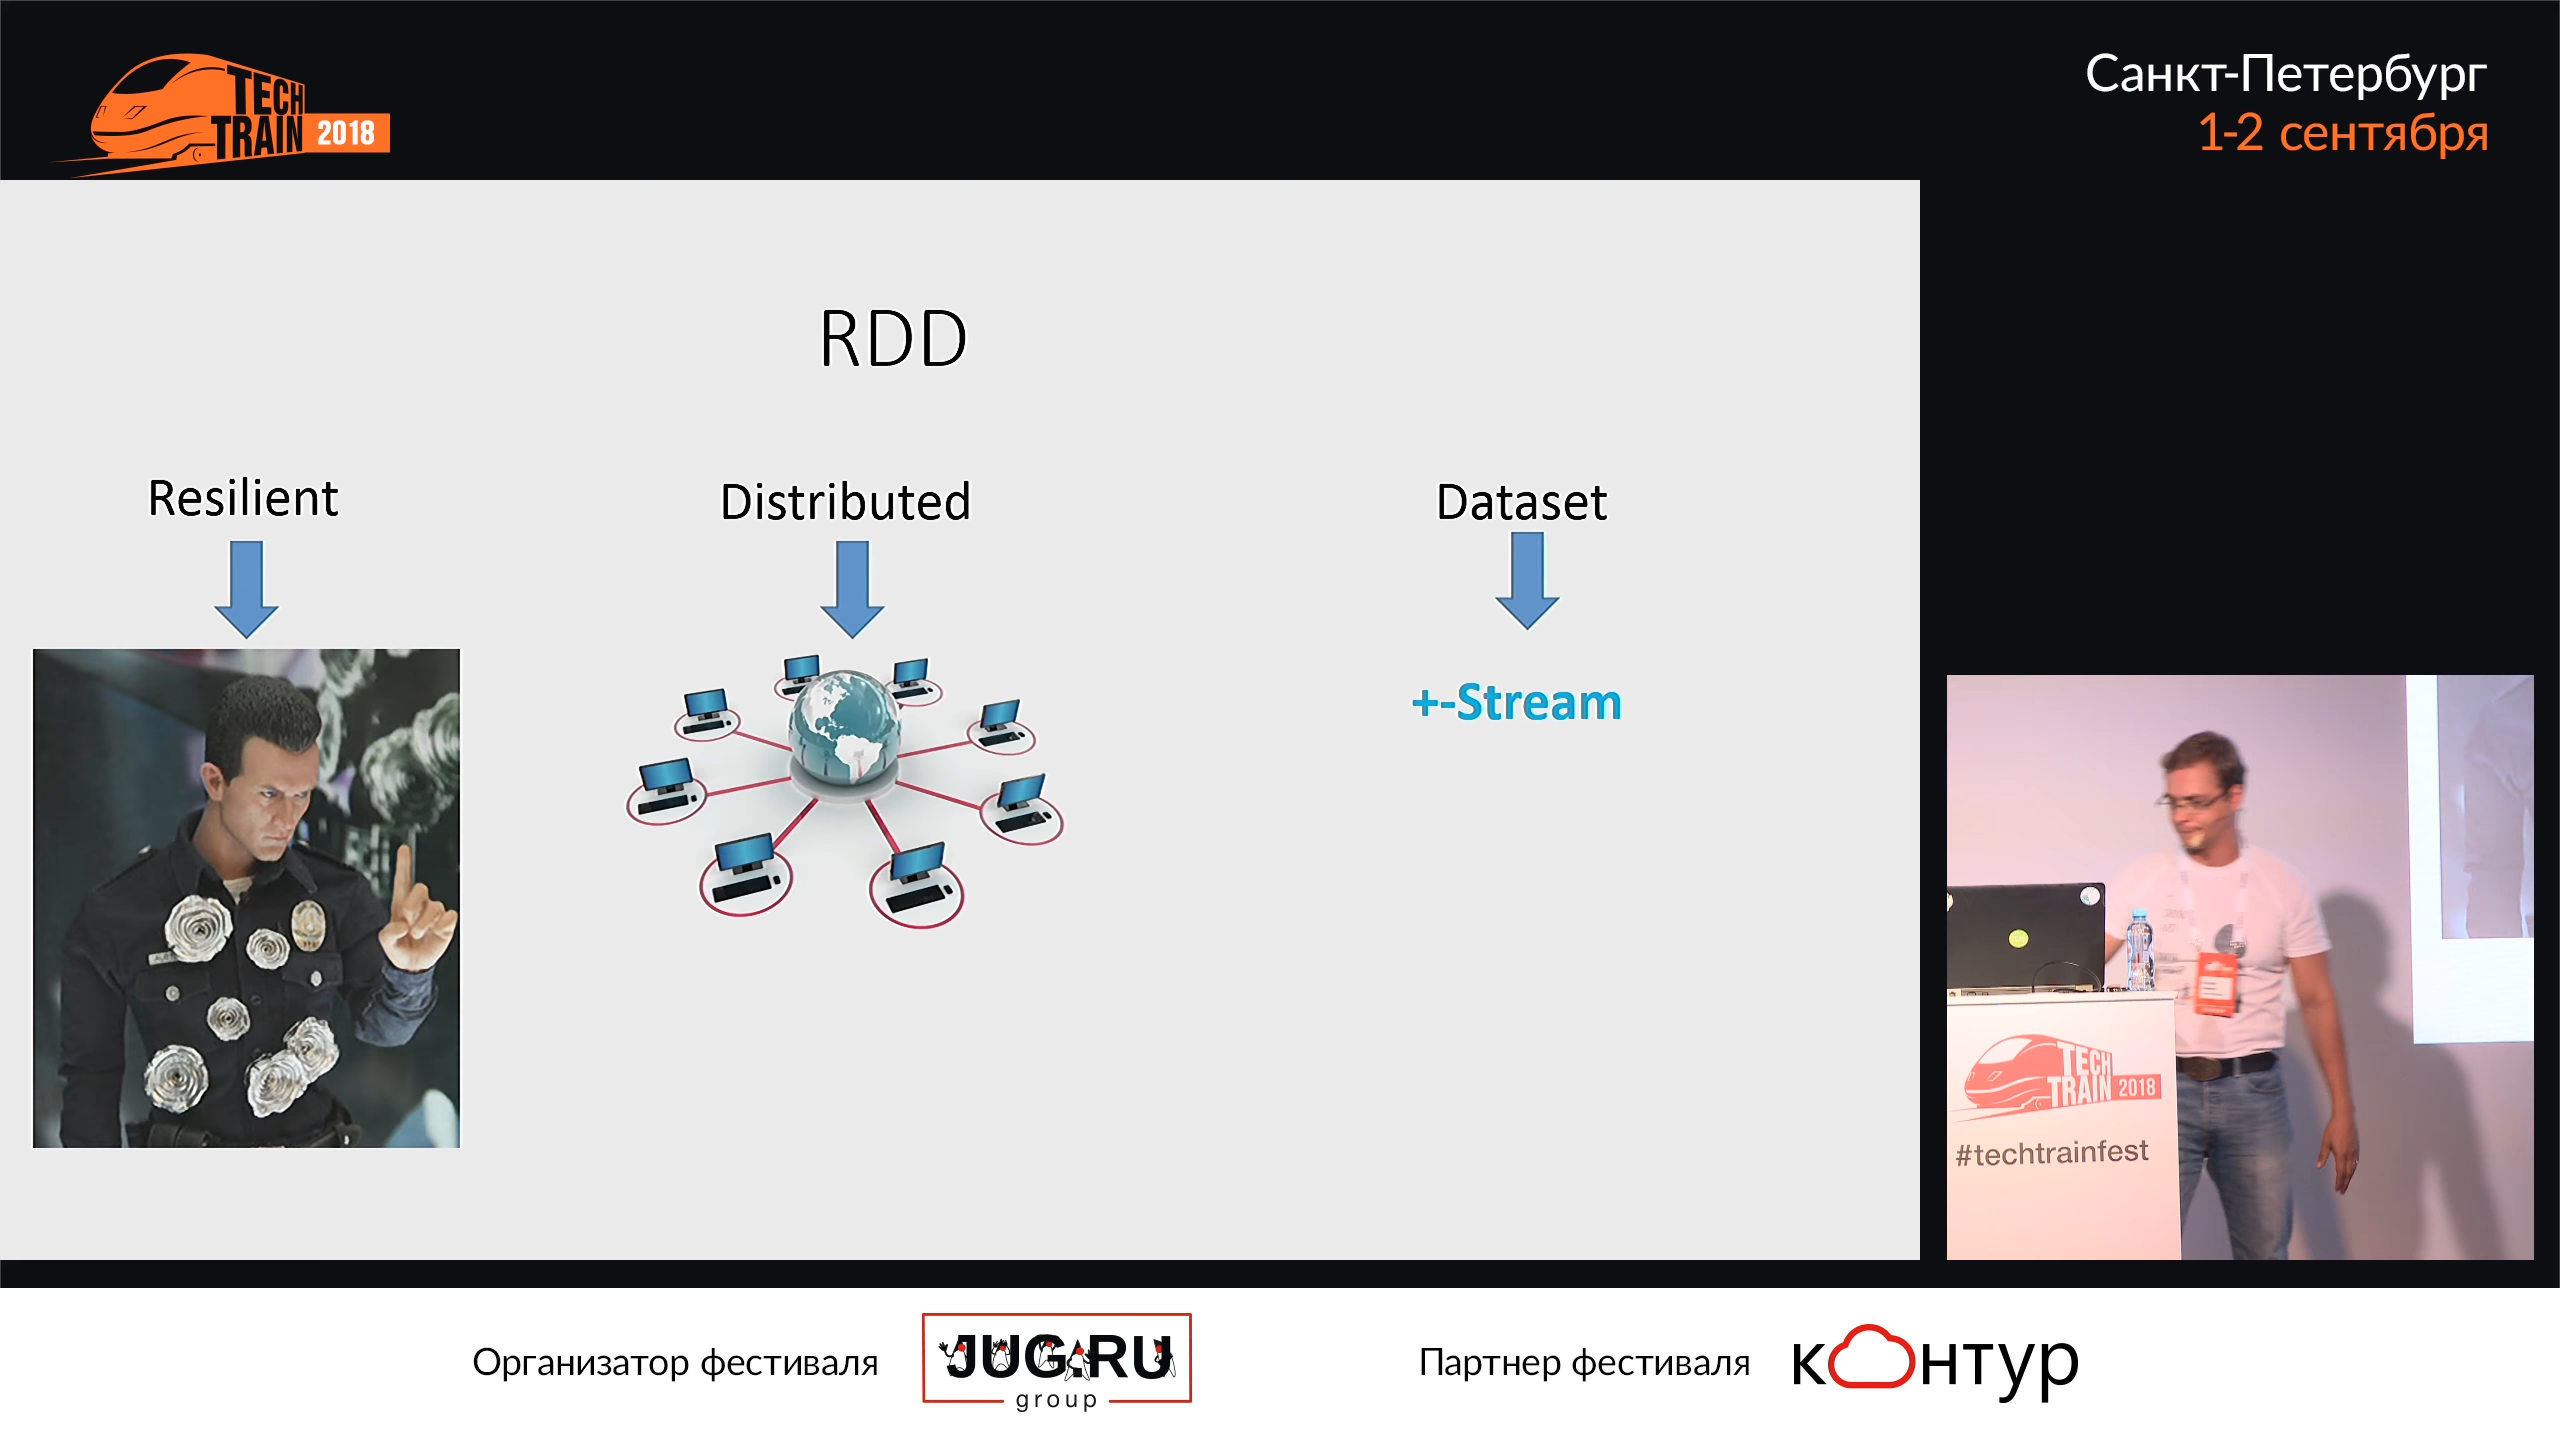 TECH
TRAIN 2018
Санкт-Петербург
1-2 сентября
RDD
Resilient
Distributed
Dataset
+-Stream
TECH
TRAIN 2018
#techtrainfest
Организатор фестиваля
JUG.RU
group
Партнер фестиваля
контур